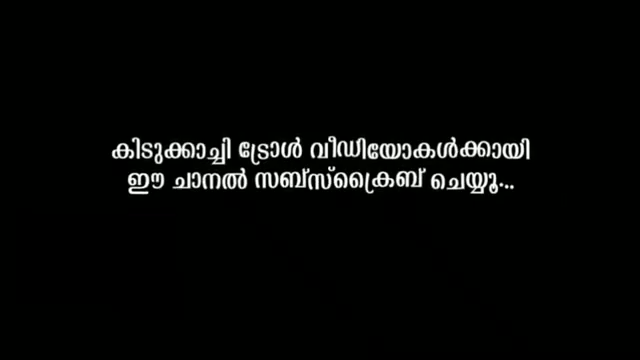 കിടുക്കാച്ചി ട്രോൾ വീഡിയോകൾക്കായി
ഈ ചാനൽ സബ്സ്ക്രൈബ് ചെയ്യൂ...